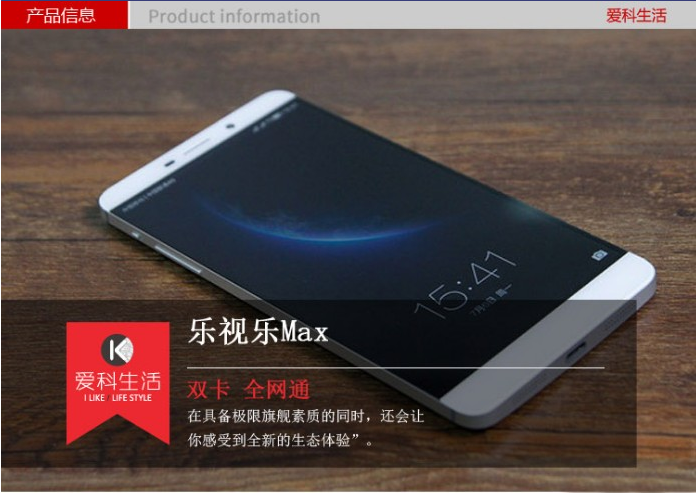 产品信息
Product information
爱科生活
15:41
乐视乐Max
爱科生活
I LIKE / LIFE STYLE
双卡 全网通
在具备极限旗舰素质的同时，还会让
你感受到全新的生态体验”。